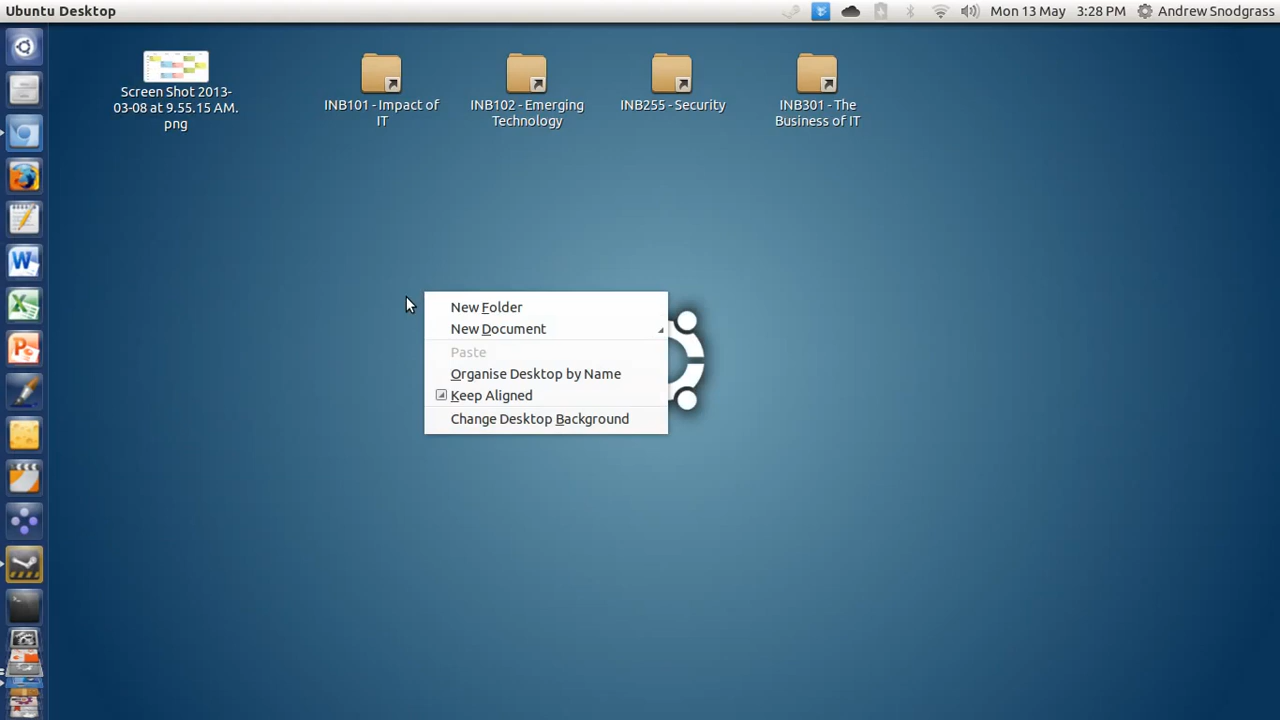 Ubuntu Desktop
Mon 13 May 3:28 PM Andrew Snodgrass
Screen Shot 2013-
03-08 at 9.55.15 AM.
png
INB101 - Impact of
IT
INB102 - Emerging
Technology
INB255 - Security
INB301 - The
Business of IT
New Folder
New Document
Paste
Organise Desktop by Name
Keep Aligned
Change Desktop Background